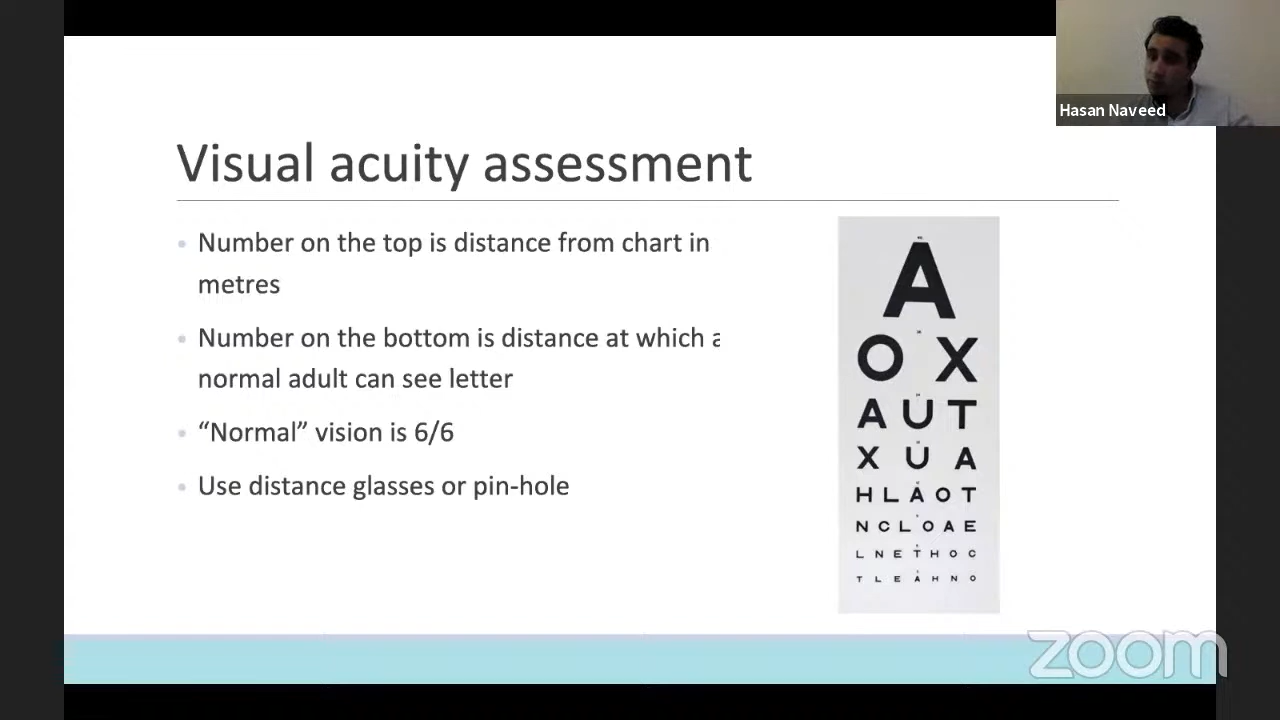 Hasan Naveed
Visual acuity assessment
Number on the top is distance from chart in
metres
Number on the bottom is distance at which a
normal adult can see letter
“Normal” vision is 6/6
Use distance glasses or pin-hole
A
O X
A U T
X U A
H L A O T
N C L O A E
L N E T H O C
T L E A H N O
zoom